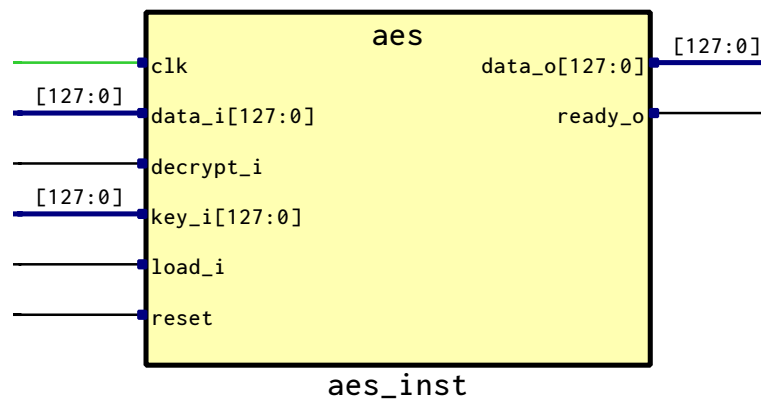 aes
clk
data_o[127:0]
[127:0]
[127:0]
data_i[127:0]
ready_o
decrypt_i
[127:0]
key_i[127:0]
load_i
reset
aes_inst